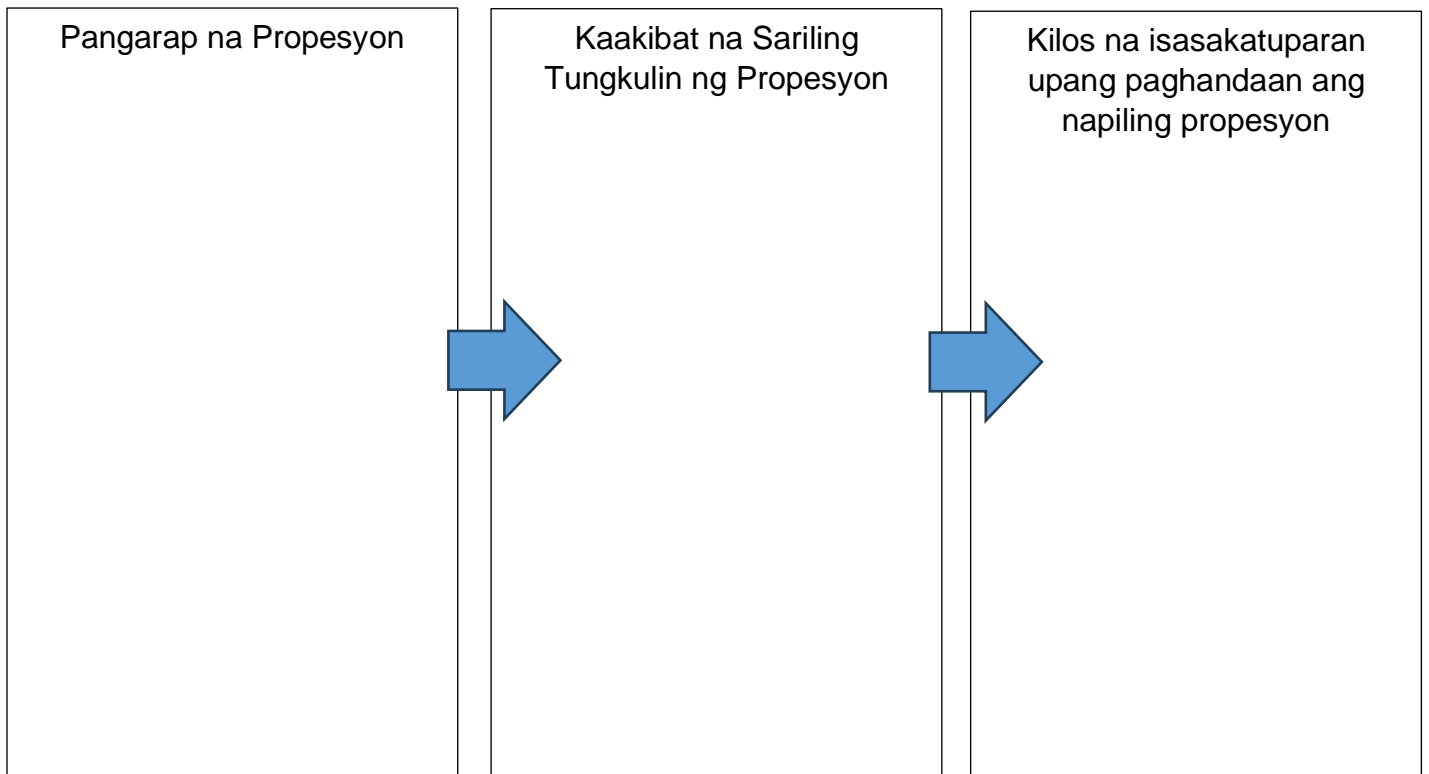 Pangarap na Propesyon
Kaakibat na Sariling
Tungkulin ng Propesyon
Kilos na isasakatuparan
upang paghandaan ang
napiling propesyon